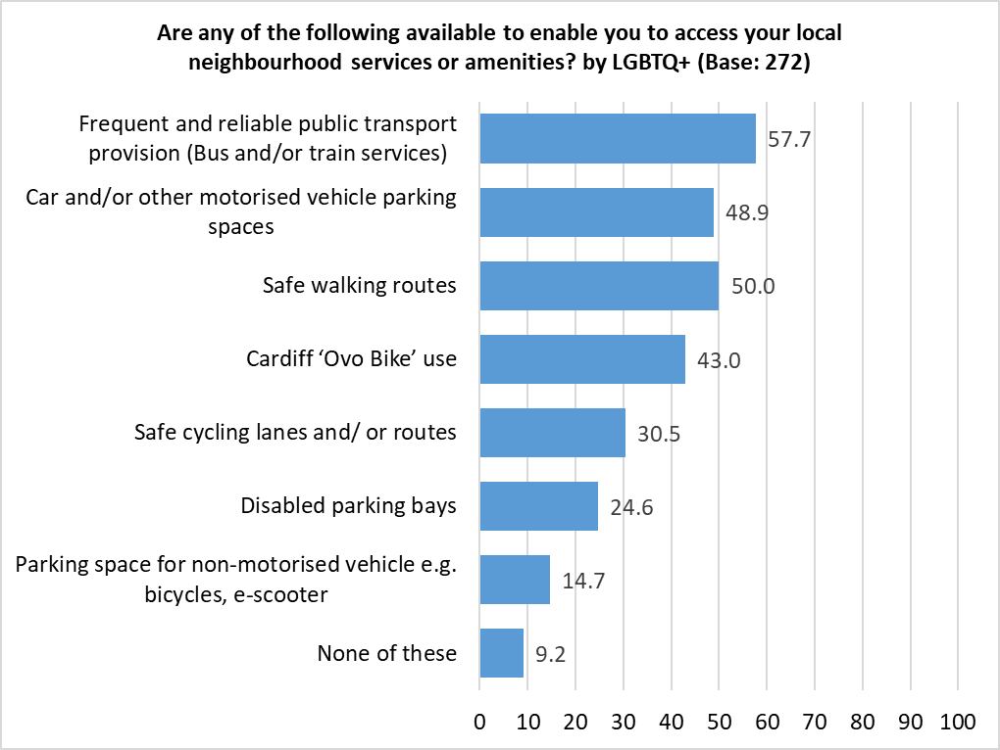 Are any of the following available to enable you to access your local
neighbourhood services or amenities? by LGBTQ+ (Base: 272)
Frequent and reliable public transport
provision (Bus and/or train services)
57.7
Car and/or other motorised vehicle parking
spaces
48.9
Safe walking routes
50.0
Cardiff ‘Ovo Bike’ use
43.0
Safe cycling lanes and/ or routes
30.5
Disabled parking bays
24.6
Parking space for non-motorised vehicle e.g.
bicycles, e-scooter
14.7
None of these
9.2
0 10 20 30 40 50 60 70 80 90 100